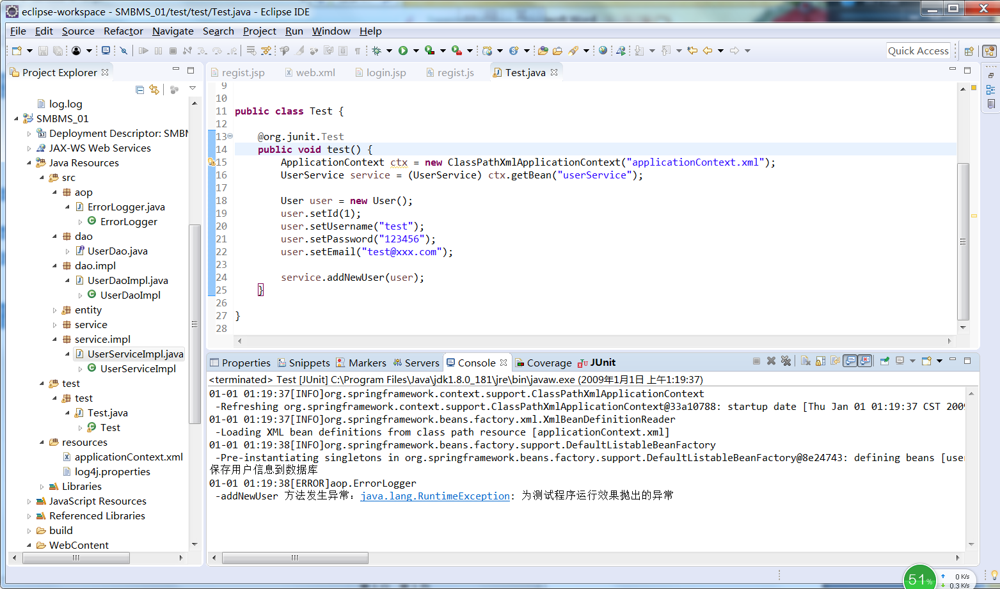 eclipse-workspace - SMBMS_01/test/test/Test.java - Eclipse IDE
File Edit Source Refactor Navigate Search Project Run Window Help
Quick Access
Project Explorer
regist.jsp web.xml login.jsp regist.js Test.java
log.log
SMBMS_01
Deployment Descriptor: SMBM
JAX-WS Web Services
Java Resources
src
aop
ErrorLogger.java
ErrorLogger
dao
UserDao.java
dao.impl
UserDaoImpl.java
UserDaoImpl
entity
service
service.impl
UserServiceImpl.java
UserServiceImpl
test
test
Test.java
Test
resources
applicationContext.xml
log4j.properties
Libraries
JavaScript Resources
Referenced Libraries
build
WebContent
9
10
11 public class Test {
12
13 @org.junit.Test
14 public void test() {
15 ApplicationContext ctx = new ClassPathXmlApplicationContext("applicationContext.xml");
16 UserService service = (UserService) ctx.getBean("userService");
17
18 User user = new User();
19 user.setId(1);
20 user.setUsername("test");
21 user.setPassword("123456");
22 user.setEmail("test@xxx.com");
23
24 service.addNewUser(user);
25 }
26
27 }
28
Properties Snippets Markers Servers Console Coverage JUnit
<terminated> Test [JUnit] C:\Program Files\Java\jdk1.8.0_181\jre\bin\javaw.exe (2009年1月1日 上午1:19:37)
01-01 01:19:37[INFO]org.springframework.context.support.ClassPathXmlApplicationContext
-Refreshing org.springframework.context.support.ClassPathXmlApplicationContext@33a10788: startup date [Thu Jan 01 01:19:37 CST 2009
01-01 01:19:37[INFO]org.springframework.beans.factory.xml.XmlBeanDefinitionReader
-Loading XML bean definitions from class path resource [applicationContext.xml]
01-01 01:19:38[INFO]org.springframework.beans.factory.support.DefaultListableBeanFactory
-Pre-instantiating singletons in org.springframework.beans.factory.support.DefaultListableBeanFactory@8e24743: defining beans [use
保存用户信息到数据库
01-01 01:19:38[ERROR]aop.ErrorLogger
-addNewUser 方法发生异常：java.lang.RuntimeException: 为测试程序运行效果抛出的异常
51%
0 K/s
0.3 K/s